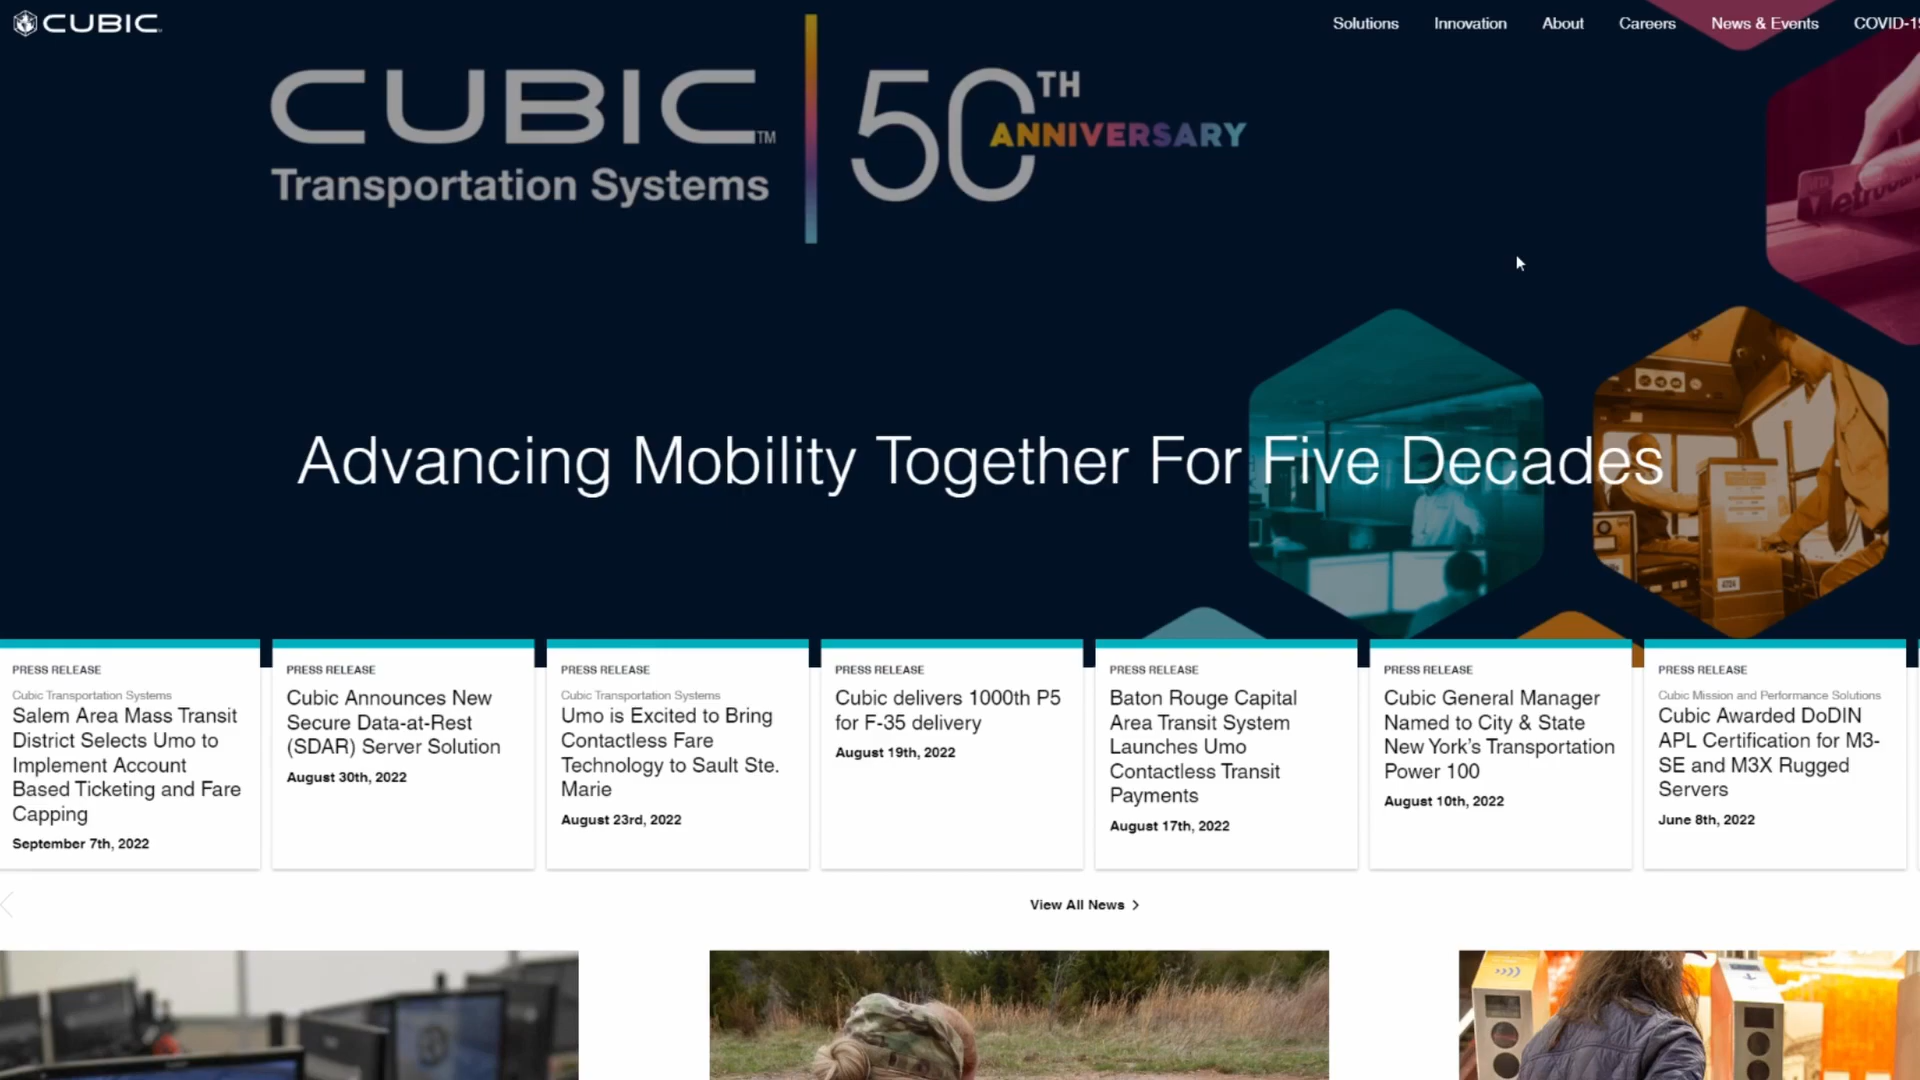 CUBIC
Solutions Innovation About Careers News & Events COVID-19
CUBIC™ 50TH
ANNIVERSARY
Transportation Systems
Advancing Mobility Together For Five Decades
PRESS RELEASE
Cubic Transportation Systems
Salem Area Mass Transit
District Selects Umo to
Implement Account
Based Ticketing and Fare
Capping
September 7th, 2022
PRESS RELEASE
Cubic Announces New
Secure Data-at-Rest
(SDAR) Server Solution
August 30th, 2022
PRESS RELEASE
Cubic Transportation Systems
Umo is Excited to Bring
Contactless Fare
Technology to Sault Ste.
Marie
August 23rd, 2022
PRESS RELEASE
Cubic delivers 1000th P5
for F-35 delivery
August 19th, 2022
PRESS RELEASE
Baton Rouge Capital
Area Transit System
Launches Umo
Contactless Transit
Payments
August 17th, 2022
PRESS RELEASE
Cubic General Manager
Named to City & State
New York’s Transportation
Power 100
August 10th, 2022
PRESS RELEASE
Cubic Mission and Performance Solutions
Cubic Awarded DoDIN
APL Certification for M3-
SE and M3X Rugged
Servers
June 8th, 2022
View All News >